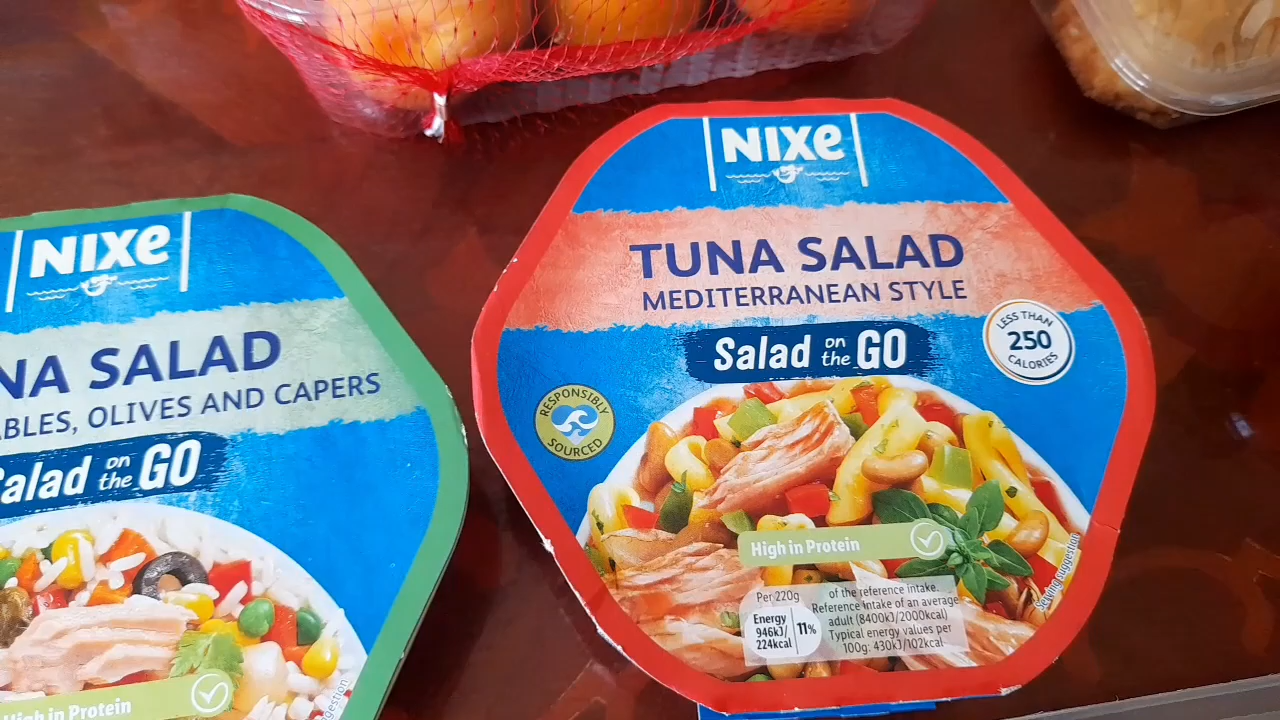 NIXe
TUNA SALAD
MEDITERRANEAN STYLE
Salad on the GO
LESS THAN
250
CALORIES
RESPONSIBLY
SOURCED
High in Protein
Serving suggestion
Per 220g
Energy
946kJ/
224kcal
11%
of the reference intake.
Reference intake of an average
adult (8400kJ/2000kcal)
Typical energy values per
100g: 430kJ/102kcal
NIXe
NA SALAD
ABLES, OLIVES AND CAPERS
Salad on the GO
High in Protein